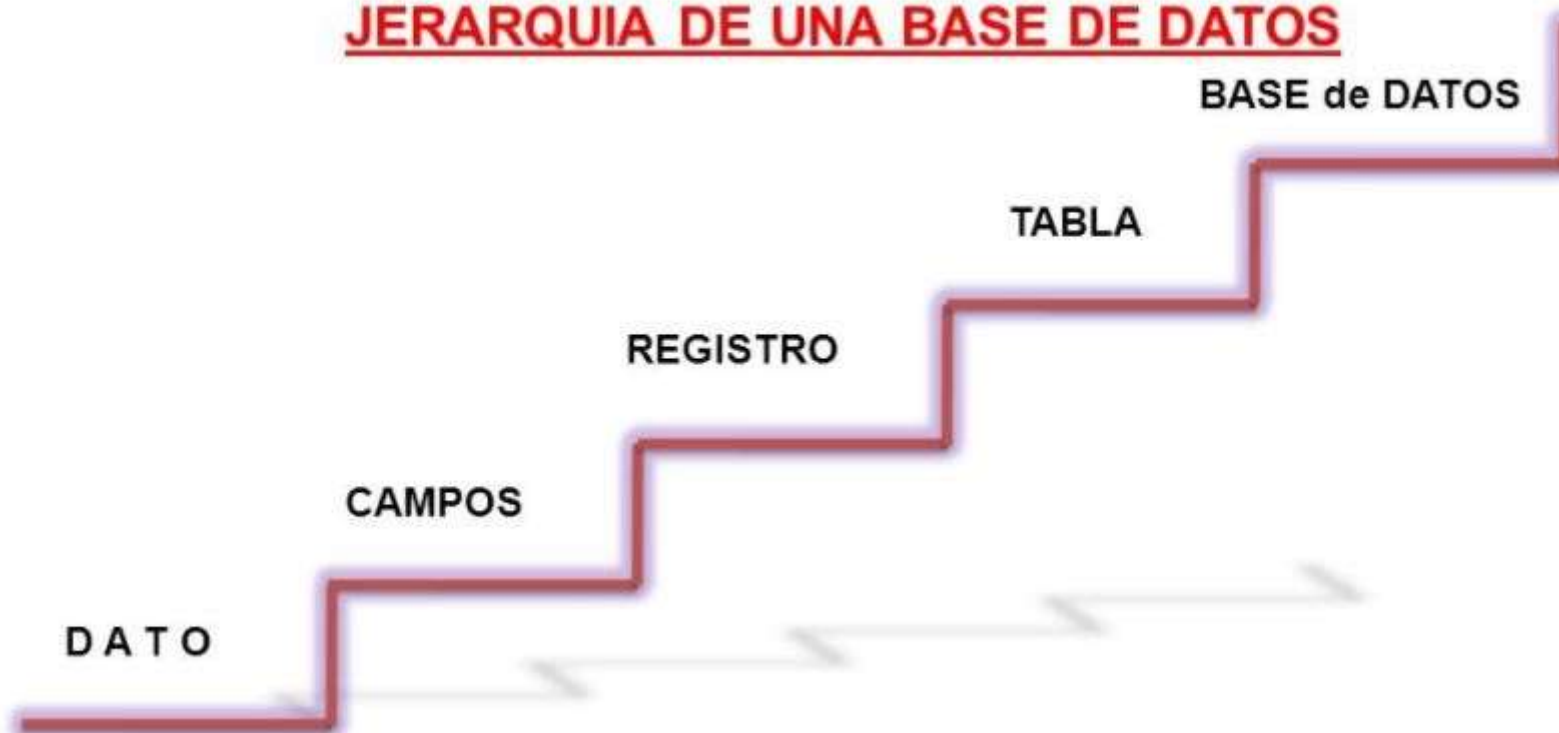 JERARQUIA DE UNA BASE DE DATOS
BASE de DATOS
TABLA
REGISTRO
CAMPOS
D A T O